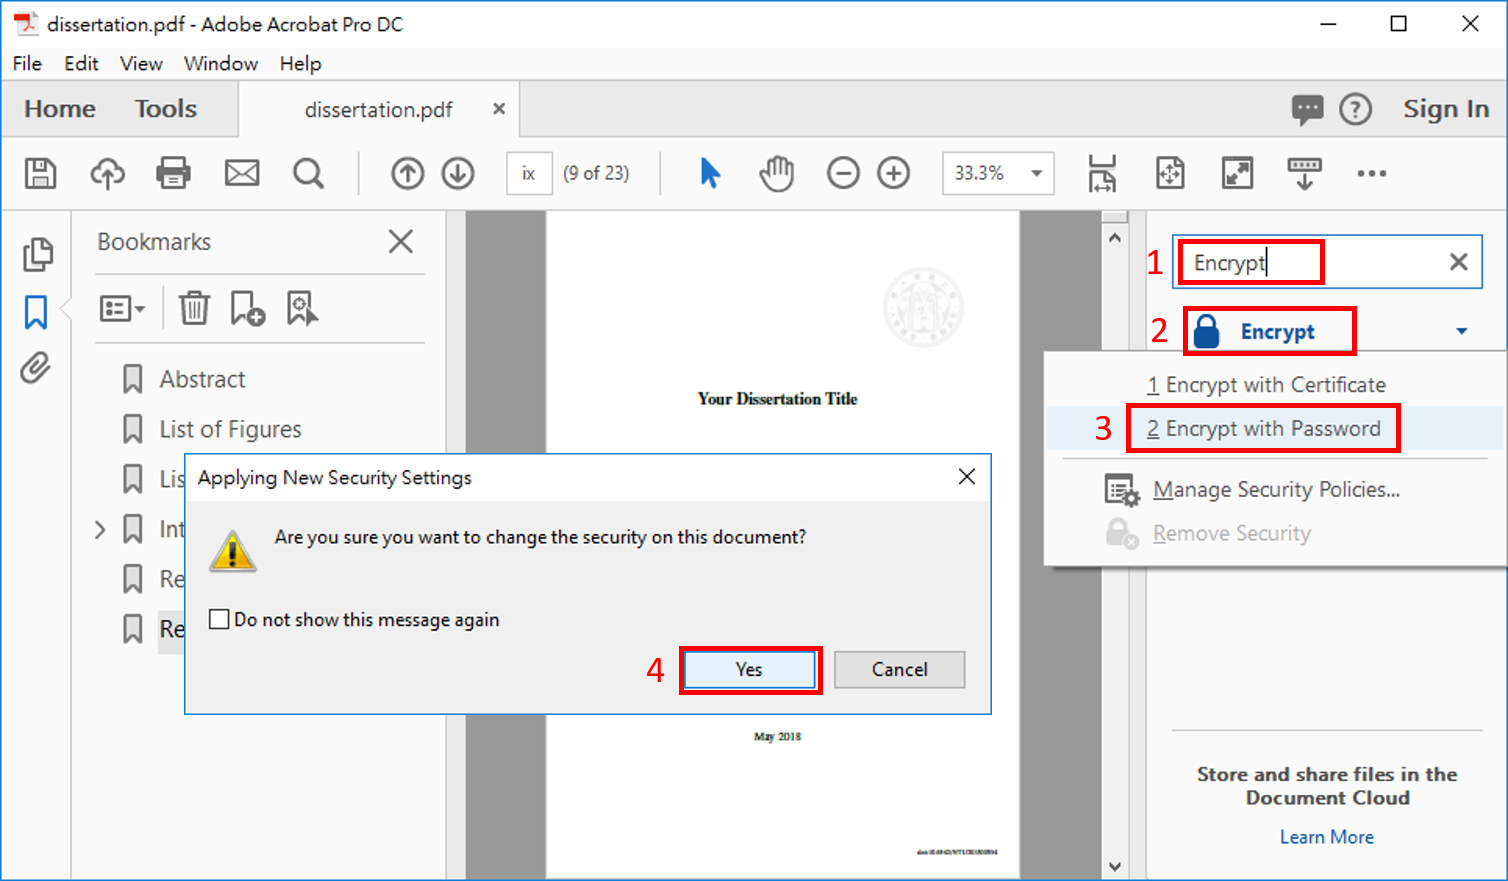 dissertation.pdf - Adobe Acrobat Pro DC
File Edit View Window Help
Home Tools dissertation.pdf × Sign In
ix (9 of 23) 33.3%
Bookmarks
Abstract
List of Figures
Lis
Int
Re
Re
Your Dissertation Title
May 2018
1 Encrypt
2 Encrypt
1 Encrypt with Certificate
3 2 Encrypt with Password
Manage Security Policies...
Remove Security
Applying New Security Settings
Are you sure you want to change the security on this document?
Do not show this message again
4 Yes Cancel
Store and share files in the
Document Cloud
Learn More